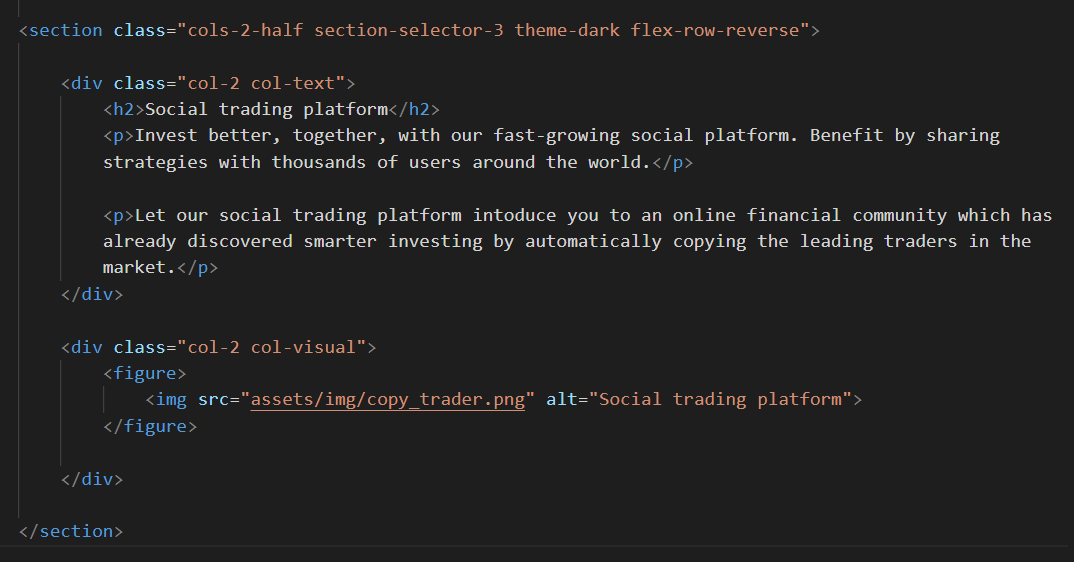 <section class="cols-2-half section-selector-3 theme-dark flex-row-reverse">
<div class="col-2 col-text">
<h2>Social trading platform</h2>
<p>Invest better, together, with our fast-growing social platform. Benefit by sharing
strategies with thousands of users around the world.</p>
<p>Let our social trading platform intoduce you to an online financial community which has
already discovered smarter investing by automatically copying the leading traders in the
market.</p>
</div>
<div class="col-2 col-visual">
<figure>
<img src="assets/img/copy_trader.png" alt="Social trading platform">
</figure>
</div>
</section>